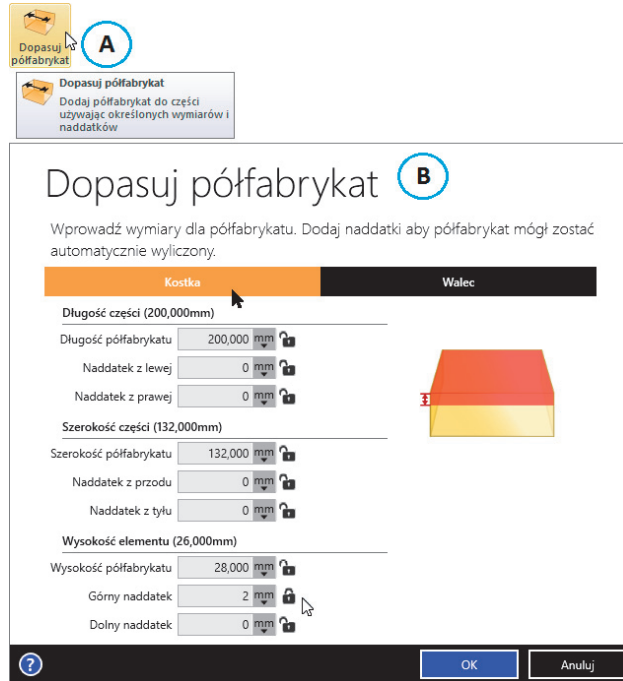 Dopasuj
półfabrykat
A
Dopasuj półfabrykat
Dodaj półfabrykat do części
używając określonych wymiarów i
naddatków
Dopasuj półfabrykat
B
Wprowadź wymiary dla półfabrykatu. Dodaj naddatki aby półfabrykat mógł zostać
automatycznie wyliczony.
Kostka Walec
Długość części (200,000mm)
Długość półfabrykatu 200,000 mm
Naddatek z lewej 0 mm
Naddatek z prawej 0 mm
Szerokość części (132,000mm)
Szerokość półfabrykatu 132,000 mm
Naddatek z przodu 0 mm
Naddatek z tyłu 0 mm
Wysokość elementu (26,000mm)
Wysokość półfabrykatu 28,000 mm
Górny naddatek 2 mm
Dolny naddatek 0 mm
? OK Anuluj